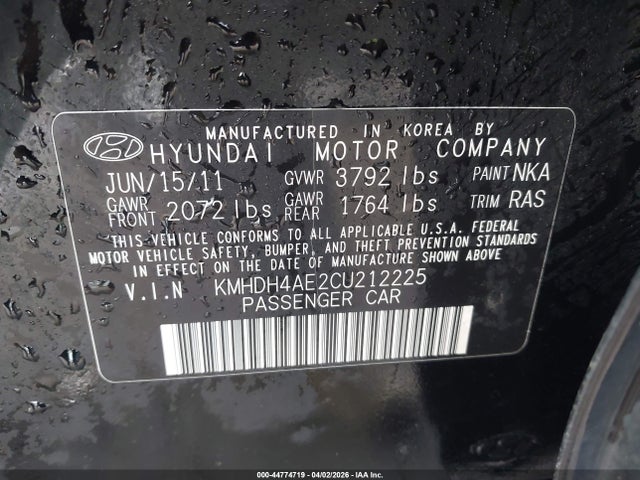 MANUFACTURED IN KOREA BY
HYUNDAI MOTOR COMPANY
JUN/15/11 GVWR 3792 lbs PAINT NKA
GAWR FRONT 2072 lbs GAWR REAR 1764 lbs TRIM RAS
THIS VEHICLE CONFORMS TO ALL APPLICABLE U.S.A. FEDERAL
MOTOR VEHICLE SAFETY, BUMPER, AND THEFT PREVENTION STANDARDS
IN EFFECT ON THE DATE OF MANUFACTURE SHOWN ABOVE
V.I.N KMHDH4AE2CU212225
PASSENGER CAR
000-44774719 04/02/2026 IAA Inc.